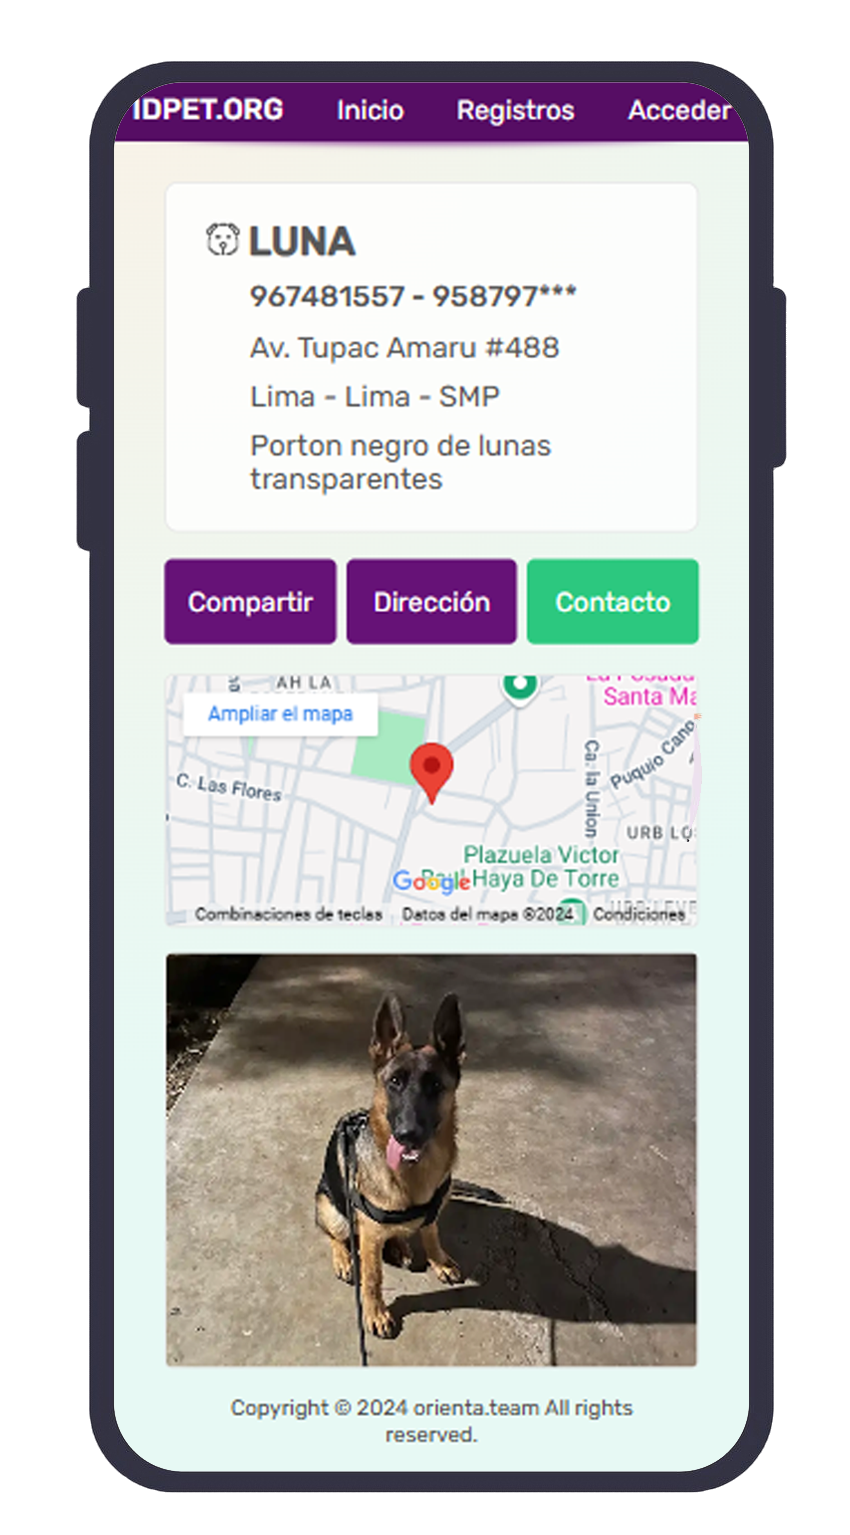 IDPET.ORG Inicio Registros Acceder
LUNA
967481557 - 958797***
Av. Tupac Amaru #488
Lima - Lima - SMP
Porton negro de lunas
transparentes
Compartir Dirección Contacto
AH LA
Santa Ma
Ampliar el mapa
C. Las Flores
Ca. la Union
Puquio Cano
URB LO
Plazuela Victor
Haya De Torre
Google
Combinaciones de teclas Datos del mapa ©2024 Condiciones
Copyright © 2024 orienta.team All rights
reserved.